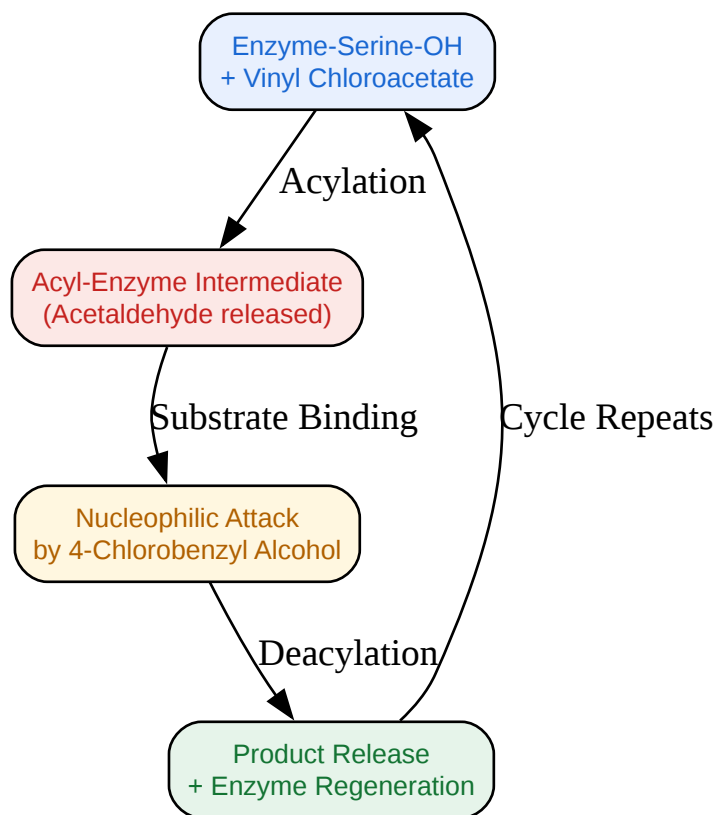 Enzyme-Serine-OH
+ Vinyl Chloroacetate
Acylation
Acyl-Enzyme Intermediate
(Acetaldehyde released)
Substrate Binding
Cycle Repeats
Nucleophilic Attack
by 4-Chlorobenzyl Alcohol
Deacylation
Product Release
+ Enzyme Regeneration